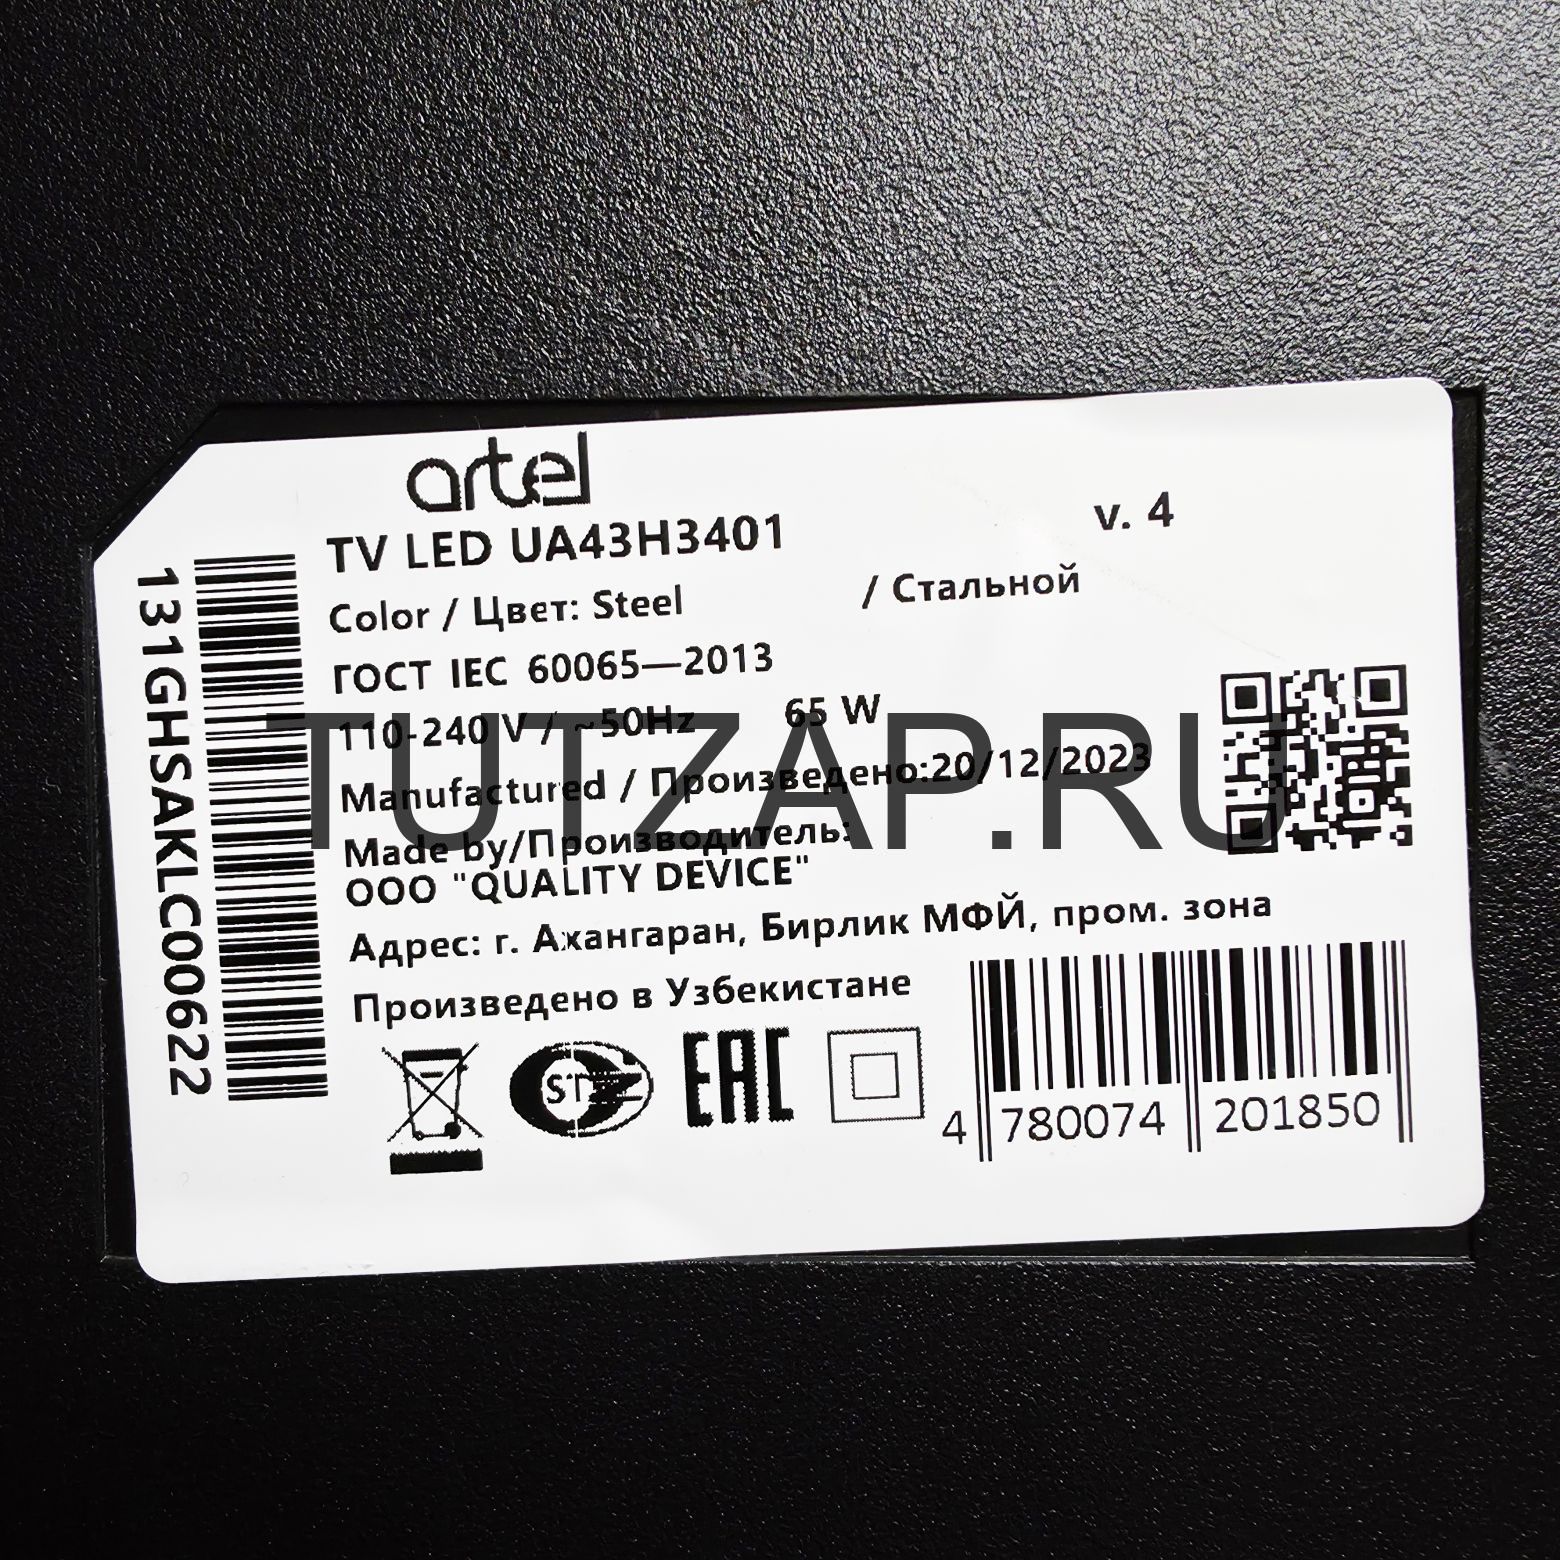 artel
TV LED UA43H3401 v. 4
Color / Цвет: Steel / Стальной
ГОСТ IEC 60065—2013
110-240 V / ~50Hz 65 W
Manufactured / Произведено:20/12/2023
Made by/Производитель:
ООО "QUALITY DEVICE"
Адрес: г. Ахангаран, Бирлик МФЙ, пром. зона
Произведено в Узбекистане
ST EAC
4 780074 201850
131GHSAKLC00622
TUTZAP.RU